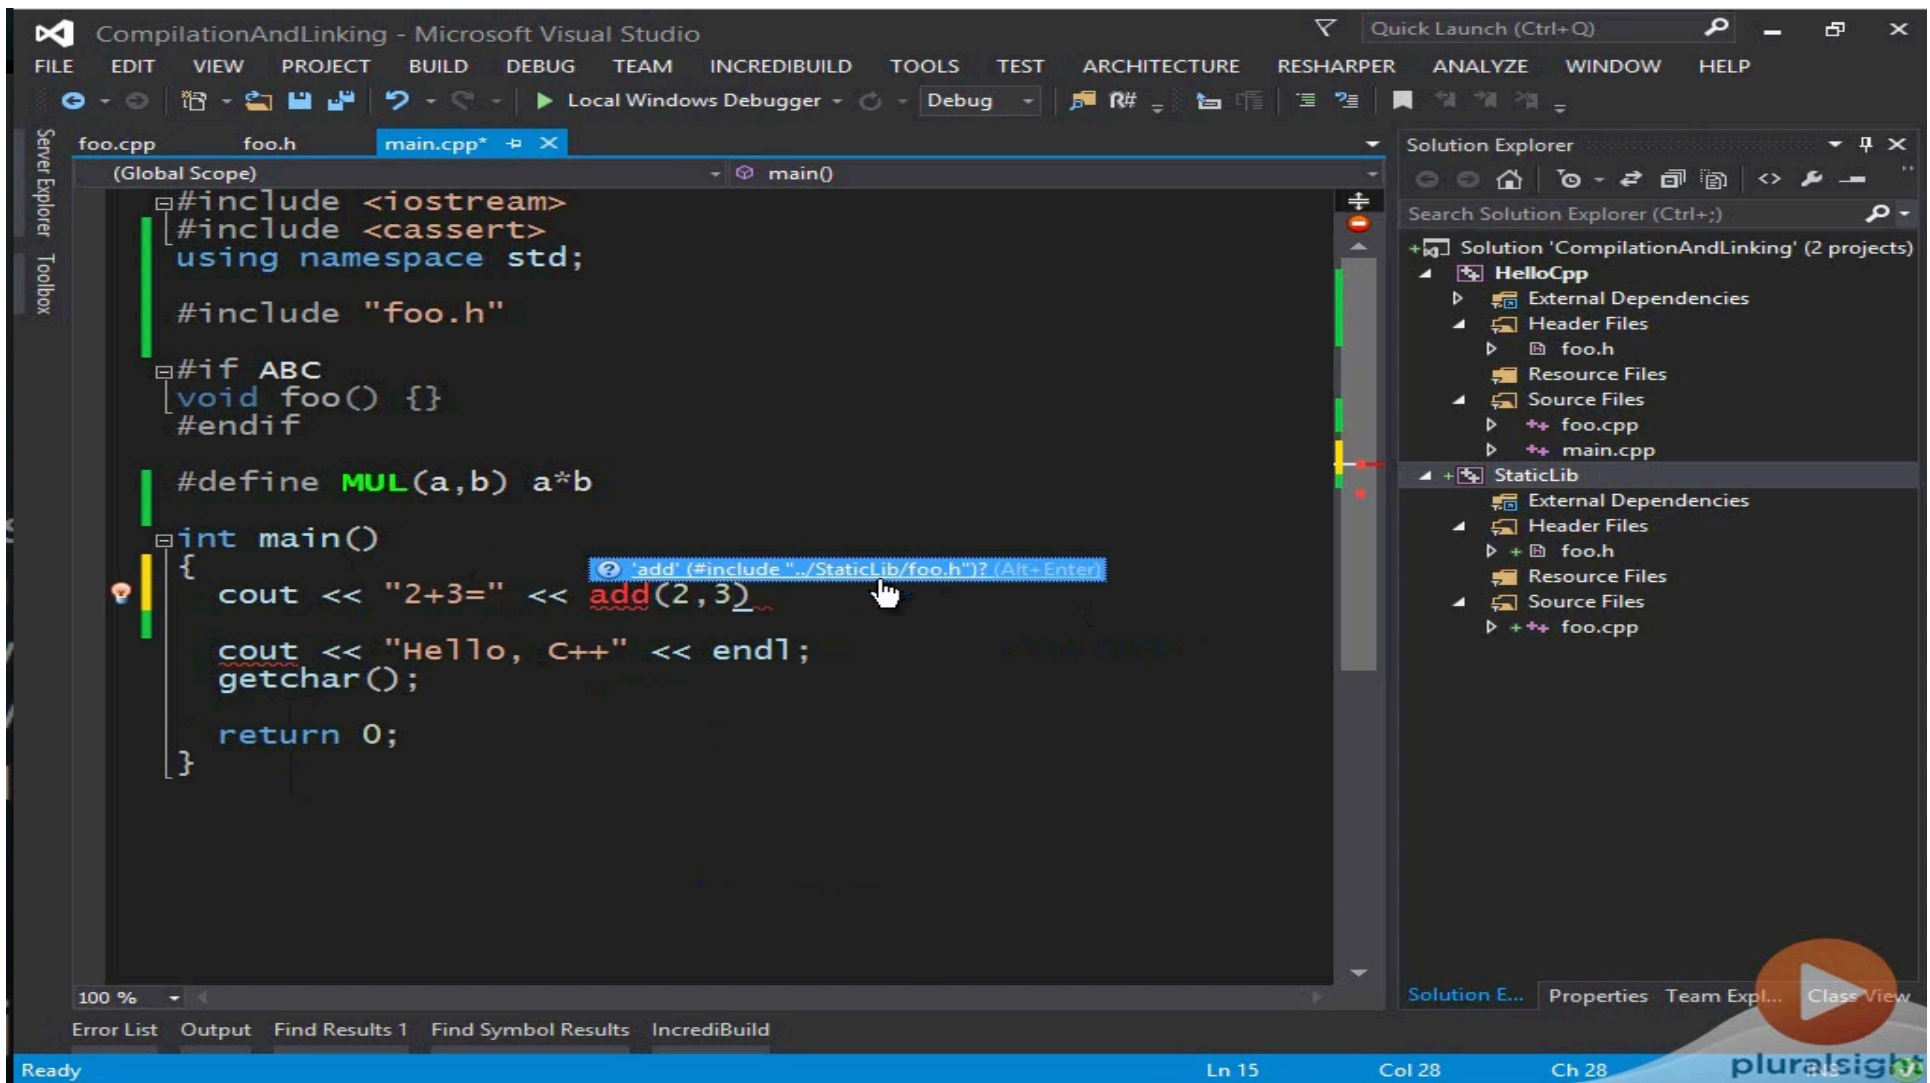 CompilationAndLinking - Microsoft Visual Studio
Quick Launch (Ctrl+Q)
FILE EDIT VIEW PROJECT BUILD DEBUG TEAM INCREDIBUILD TOOLS TEST ARCHITECTURE RESHARPER ANALYZE WINDOW HELP
Local Windows Debugger Debug R#
Server Explorer
Toolbox
foo.cpp foo.h main.cpp*
(Global Scope) main()
#include <iostream>
#include <cassert>
using namespace std;
#include "foo.h"
#if ABC
void foo() {}
#endif
#define MUL(a,b) a*b
int main()
{
'add' (#include "../StaticLib/foo.h")? (Alt+Enter)
cout << "2+3=" << add(2,3)
cout << "Hello, C++" << endl;
getchar();
return 0;
}
100 %
Solution Explorer
Search Solution Explorer (Ctrl+;)
Solution 'CompilationAndLinking' (2 projects)
HelloCpp
External Dependencies
Header Files
foo.h
Resource Files
Source Files
foo.cpp
main.cpp
StaticLib
External Dependencies
Header Files
foo.h
Resource Files
Source Files
foo.cpp
Solution E... Properties Team Expl... Class View
Error List Output Find Results 1 Find Symbol Results IncrediBuild
Ready Ln 15 Col 28 Ch 28 INS
pluralsight